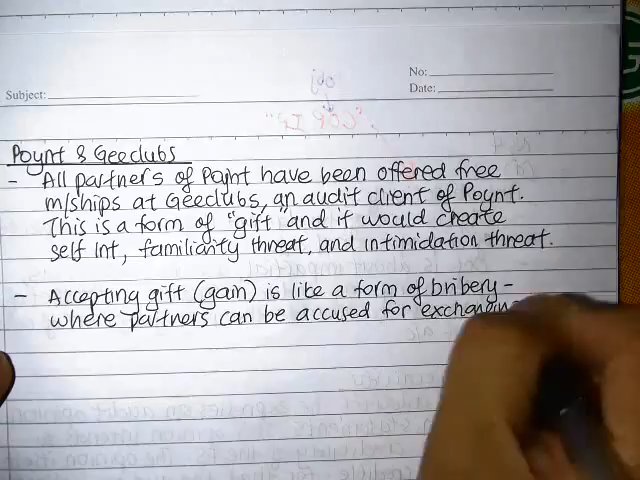 No:
Subject:
Date:
Poynt & Geeclubs
- All partners of Poynt have been offered free
m/ships at Geeclubs, an audit client of Poynt.
This is a form of "gift" and it would create
self int, familiarity threat, and intimidation threat.
- Accepting gift (gain) is like a form of bribery -
where partners can be accused for exchanging